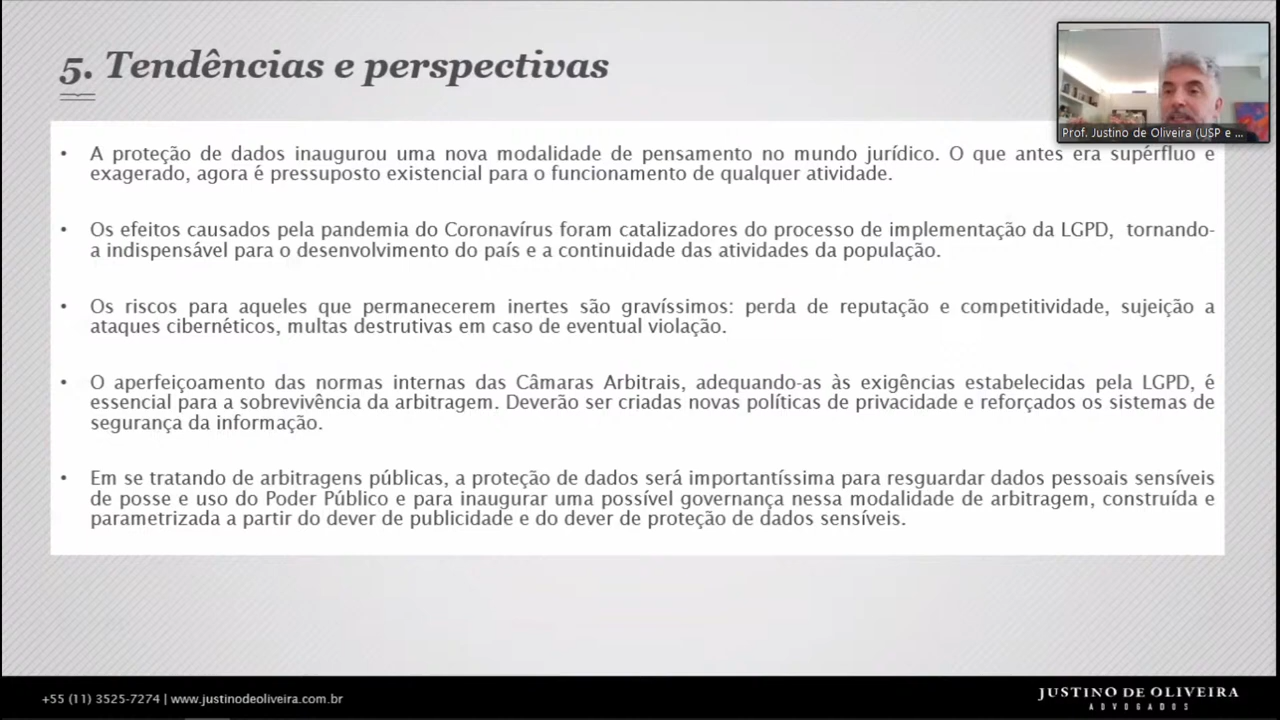 5. Tendências e perspectivas
Prof. Justino de Oliveira (USP e ...
• A proteção de dados inaugurou uma nova modalidade de pensamento no mundo jurídico. O que antes era supérfluo e
exagerado, agora é pressuposto existencial para o funcionamento de qualquer atividade.
• Os efeitos causados pela pandemia do Coronavírus foram catalizadores do processo de implementação da LGPD, tornando-
a indispensável para o desenvolvimento do país e a continuidade das atividades da população.
• Os riscos para aqueles que permanecerem inertes são gravíssimos: perda de reputação e competitividade, sujeição a
ataques cibernéticos, multas destrutivas em caso de eventual violação.
• O aperfeiçoamento das normas internas das Câmaras Arbitrais, adequando-as às exigências estabelecidas pela LGPD, é
essencial para a sobrevivência da arbitragem. Deverão ser criadas novas políticas de privacidade e reforçados os sistemas de
segurança da informação.
• Em se tratando de arbitragens públicas, a proteção de dados será importantíssima para resguardar dados pessoais sensíveis
de posse e uso do Poder Público e para inaugurar uma possível governança nessa modalidade de arbitragem, construída e
parametrizada a partir do dever de publicidade e do dever de proteção de dados sensíveis.
+55 (11) 3525-7274 | www.justinodeoliveira.com.br
JUSTINO DE OLIVEIRA
ADVOGADOS